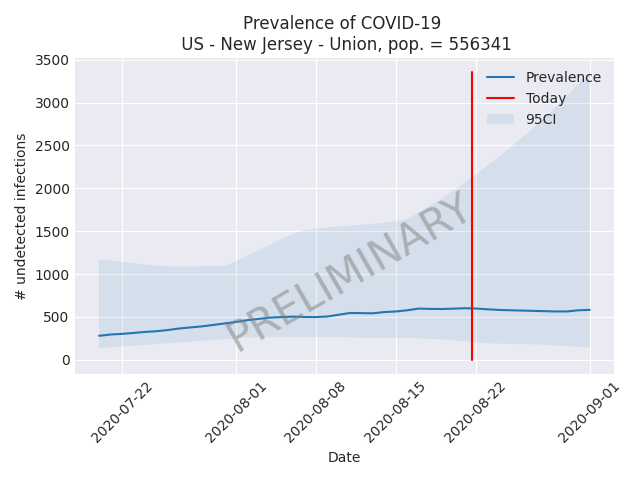 Prevalence of COVID-19
US - New Jersey - Union, pop. = 556341
3500
3000
2500
2000
1500
1000
500
0
# undetected infections
Prevalence
Today
95CI
PRELIMINARY
2020-07-22
2020-08-01
2020-08-08
2020-08-15
2020-08-22
2020-09-01
Date